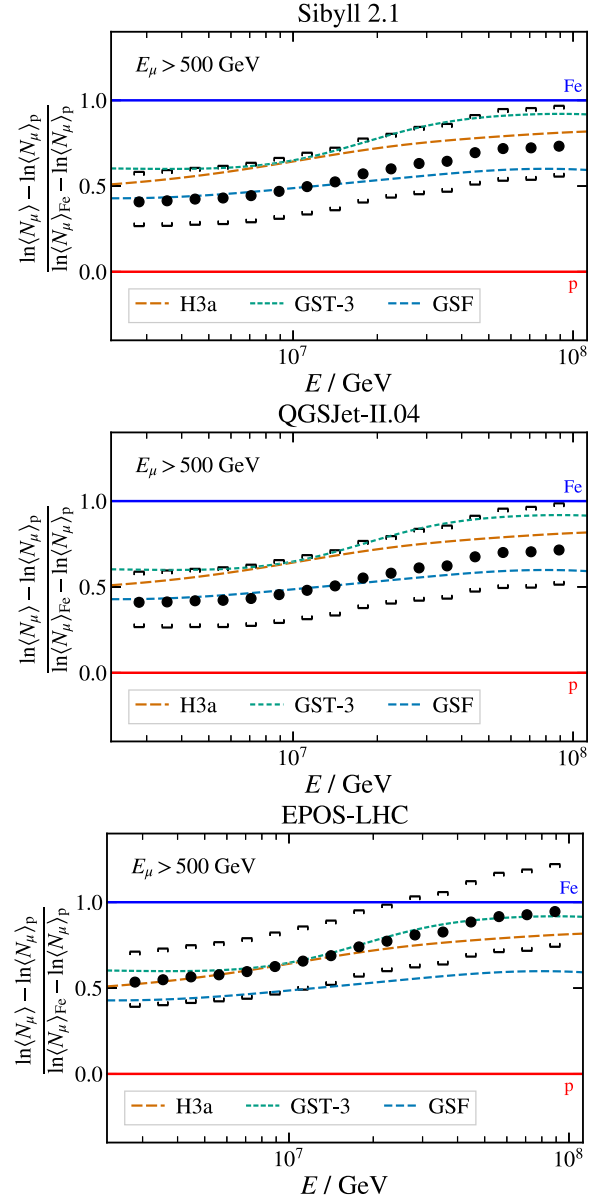 Sibyll 2.1
E_μ > 500 GeV
Fe
1.0
0.5
0.0
p
ln⟨N_μ⟩ − ln⟨N_μ⟩_p
ln⟨N_μ⟩_Fe − ln⟨N_μ⟩_p
H3a GST-3 GSF
10^7 10^8
E / GeV
QGSJet-II.04
E_μ > 500 GeV
Fe
1.0
0.5
0.0
p
ln⟨N_μ⟩ − ln⟨N_μ⟩_p
ln⟨N_μ⟩_Fe − ln⟨N_μ⟩_p
H3a GST-3 GSF
10^7 10^8
E / GeV
EPOS-LHC
E_μ > 500 GeV
Fe
1.0
0.5
0.0
p
ln⟨N_μ⟩ − ln⟨N_μ⟩_p
ln⟨N_μ⟩_Fe − ln⟨N_μ⟩_p
H3a GST-3 GSF
10^7 10^8
E / GeV